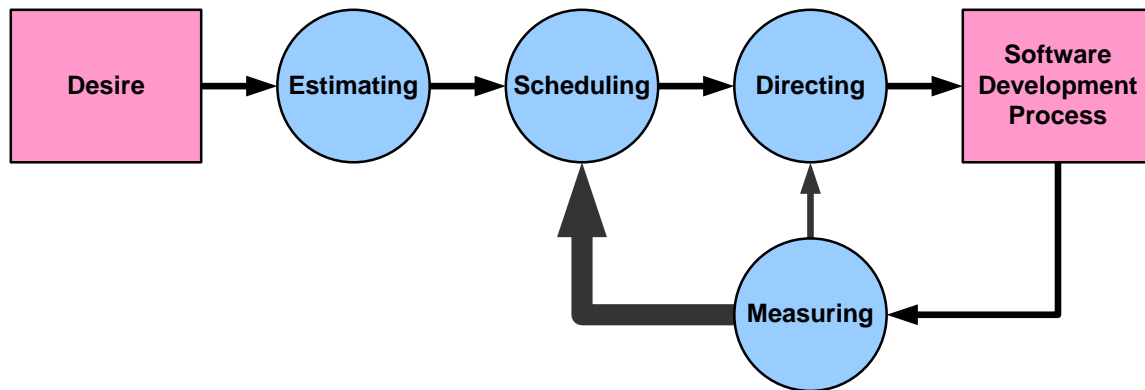 Desire
Estimating
Scheduling
Directing
Software
Development
Process
Measuring